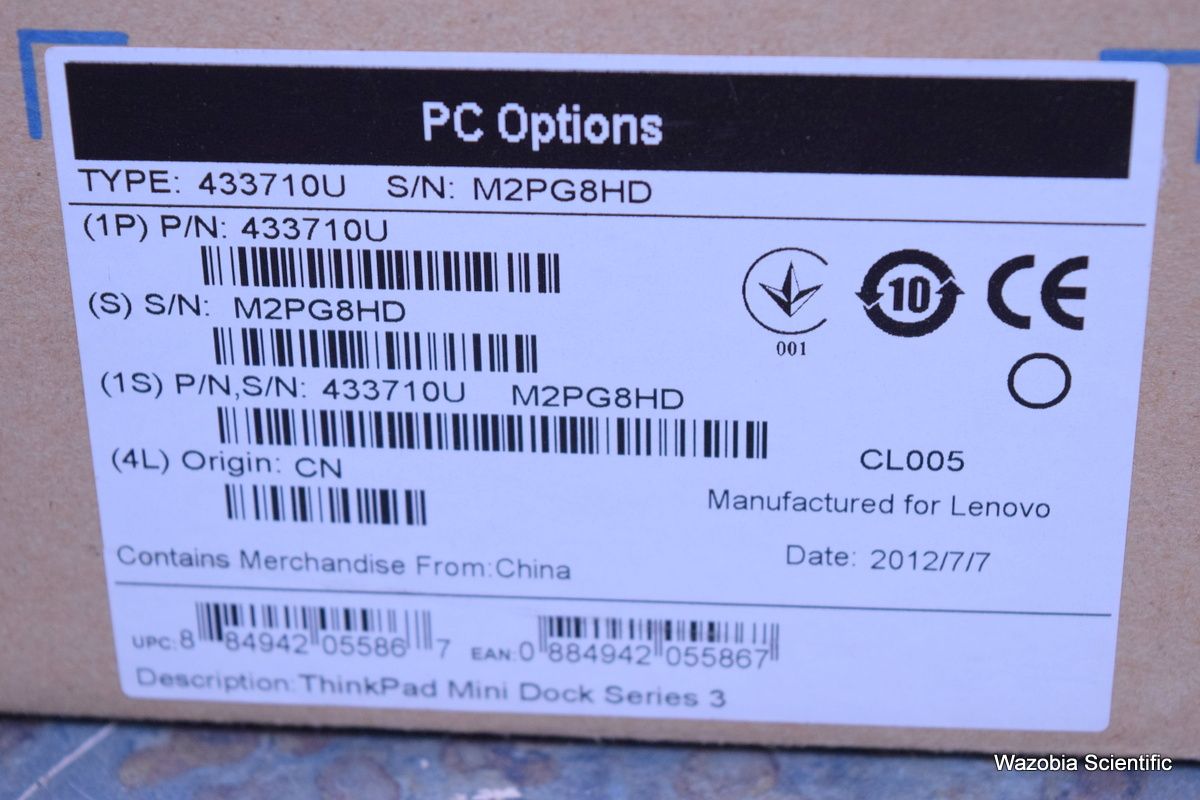 PC Options
TYPE: 433710U S/N: M2PG8HD
(1P) P/N: 433710U
(S) S/N: M2PG8HD
(1S) P/N,S/N: 433710U M2PG8HD
(4L) Origin: CN
10
CE
001
CL005
Manufactured for Lenovo
Contains Merchandise From:China
Date: 2012/7/7
UPC:8 84942 05586 7 EAN:0 884942 055867
Description:ThinkPad Mini Dock Series 3
Wazobia Scientific